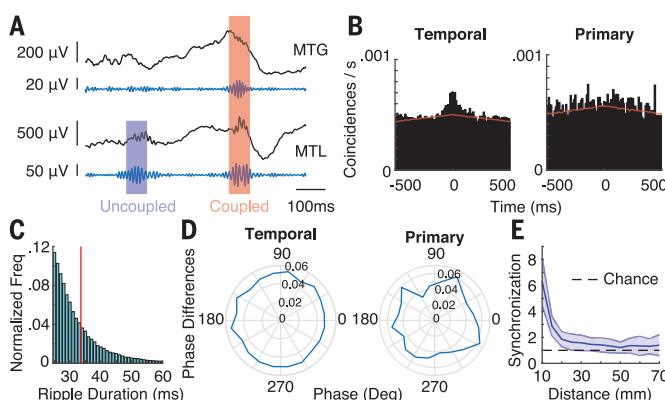 A
200 µV
20 µV
MTG
500 µV
50 µV
MTL
Uncoupled
Coupled
100ms
B
Temporal
Primary
Coincidences / s
.001
0
-500
0
500
.001
0
-500
0
500
Time (ms)
C
Normalized Freq
.12
.04
0
30
40
50
60
Ripple Duration (ms)
D
Temporal
Primary
Phase Differences
90
0.06
0.04
0.02
0
180
0
270
90
0.06
0.04
0.02
0
180
0
270
Phase (Deg)
E
Synchronization
8
6
4
2
0
Chance
10
30
50
70
Distance (mm)